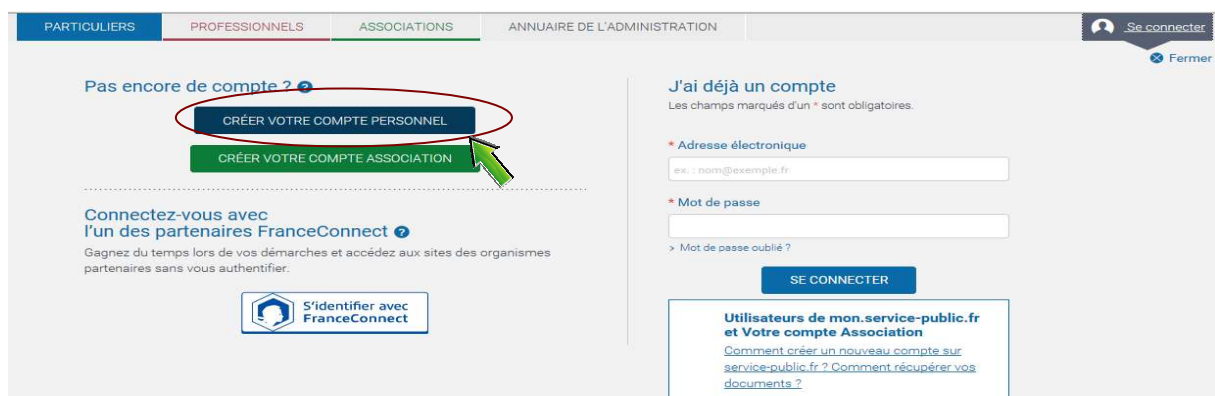 PARTICULIERS
PROFESSIONNELS
ASSOCIATIONS
ANNUAIRE DE L'ADMINISTRATION
Se connecter
Fermer
Pas encore de compte ?
CRÉER VOTRE COMPTE PERSONNEL
CRÉER VOTRE COMPTE ASSOCIATION
Connectez-vous avec
l'un des partenaires FranceConnect
Gagnez du temps lors de vos démarches et accédez aux sites des organismes
partenaires sans vous authentifier.
S'identifier avec
FranceConnect
J'ai déjà un compte
Les champs marqués d'un * sont obligatoires.
* Adresse électronique
ex. : nom@exemple.fr
* Mot de passe
> Mot de passe oublié ?
SE CONNECTER
Utilisateurs de mon.service-public.fr
et Votre compte Association
Comment créer un nouveau compte sur
service-public.fr ? Comment récupérer vos
documents ?